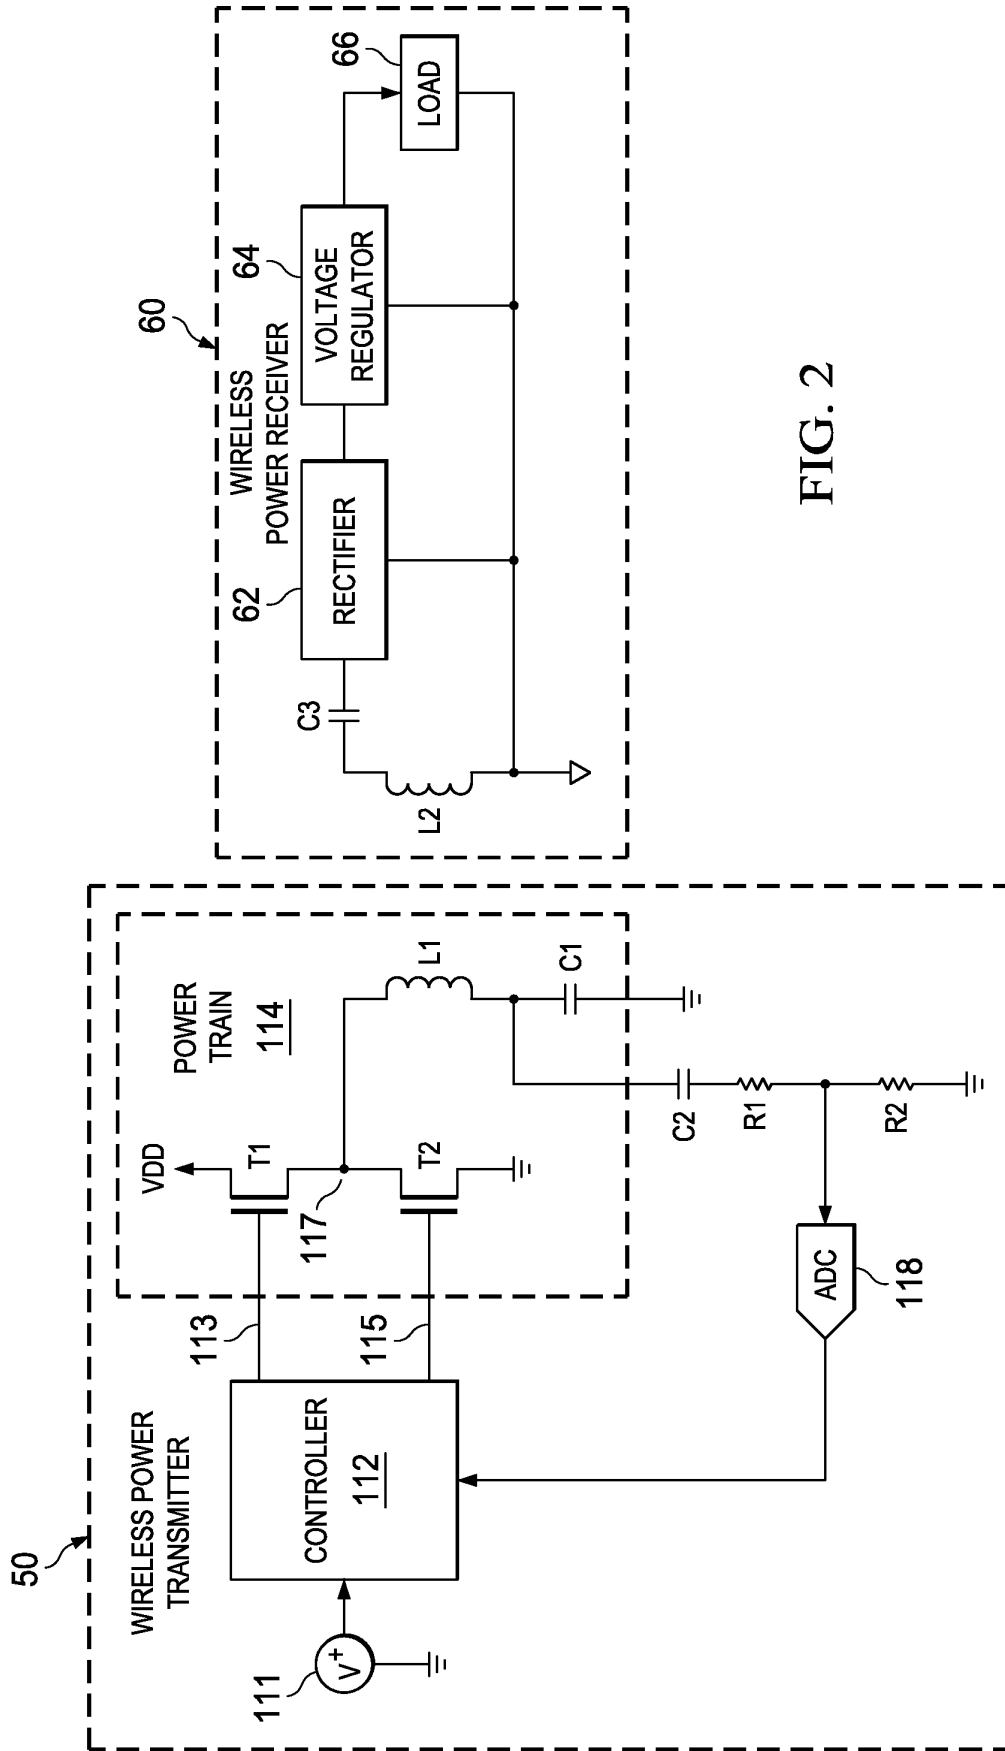 50
WIRELESS POWER
TRANSMITTER
111
V+
CONTROLLER
112
113
115
VDD
T1
117
T2
POWER
TRAIN
114
L1
C1
C2
R1
R2
ADC
118
60
WIRELESS
POWER RECEIVER
L2
C3
62
RECTIFIER
64
VOLTAGE
REGULATOR
66
LOAD
FIG. 2